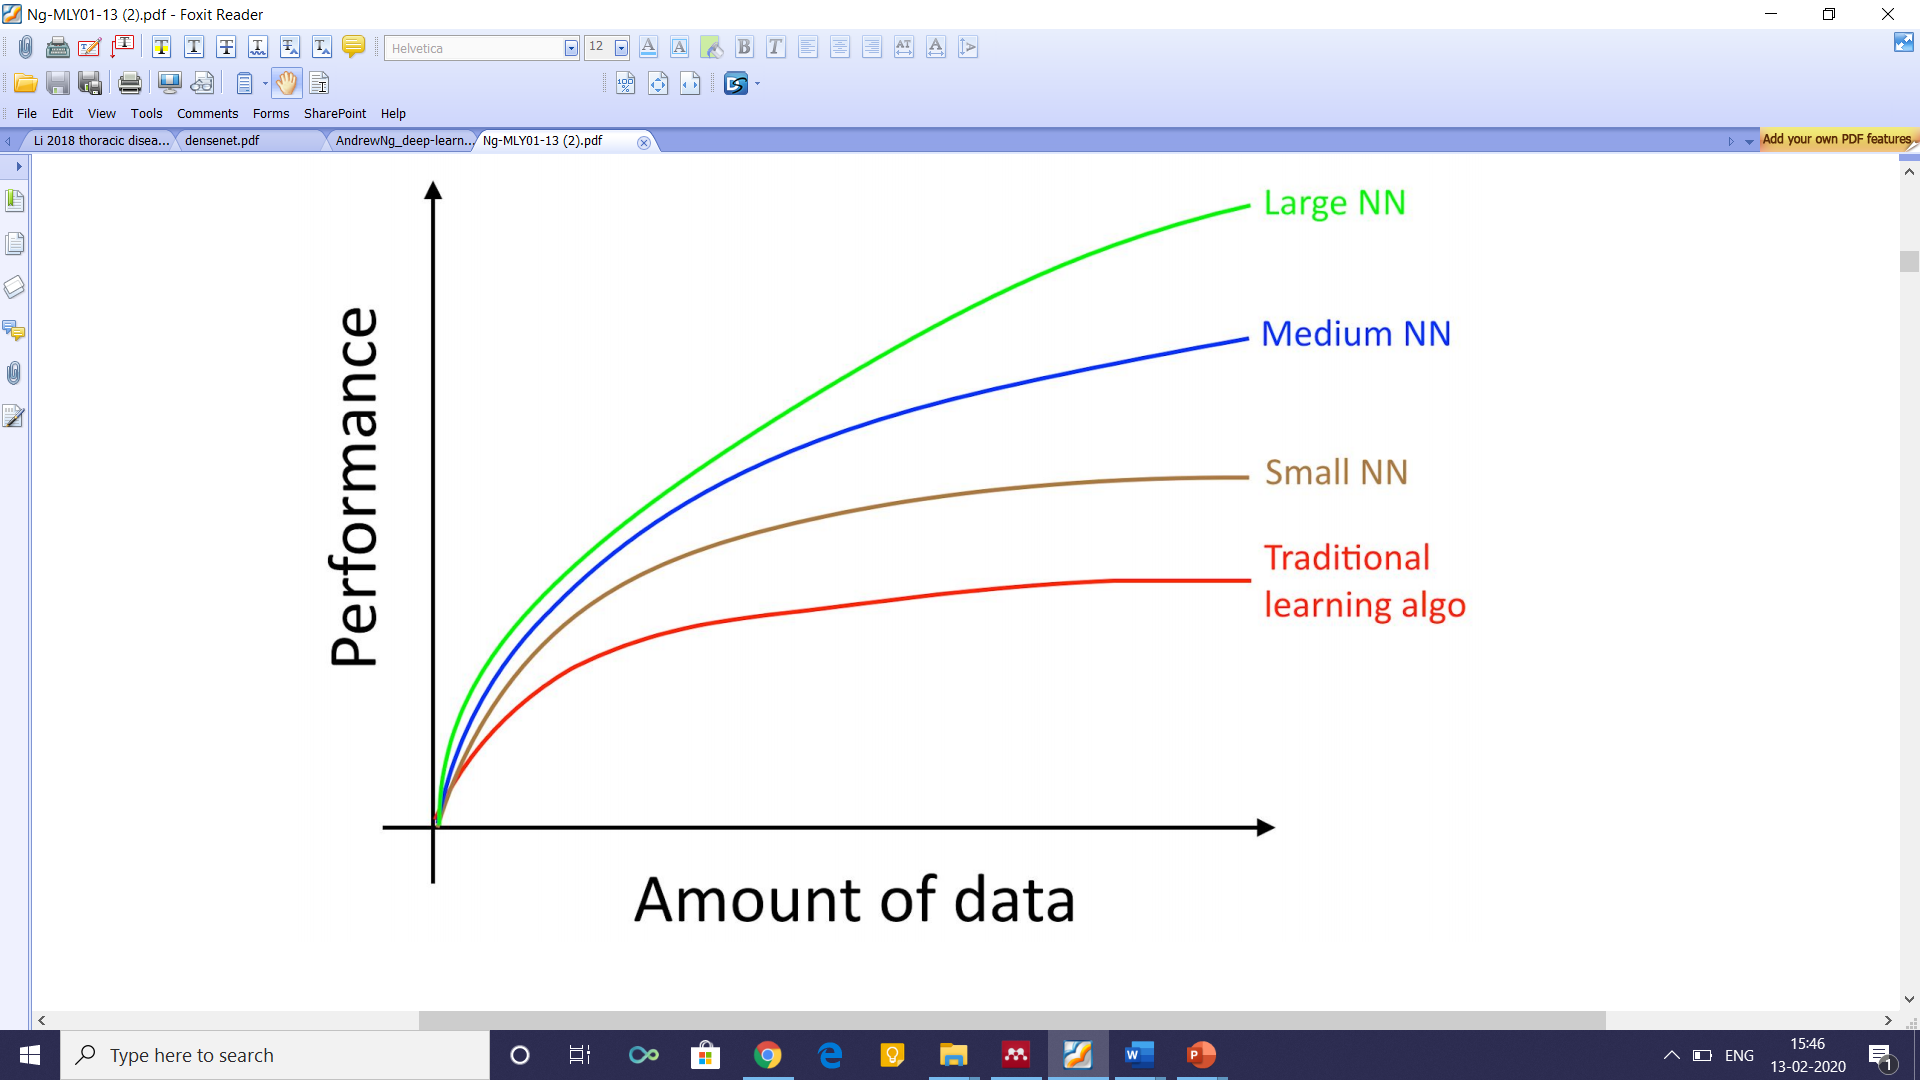 Ng-MLY01-13 (2).pdf - Foxit Reader
Helvetica
12
File Edit View Tools Comments Forms SharePoint Help
Li 2018 thoracic disea... densenet.pdf AndrewNg_deep-learn... Ng-MLY01-13 (2).pdf
Add your own PDF features
Large NN
Medium NN
Small NN
Traditional
learning algo
Performance
Amount of data
Type here to search
ENG
15:46
13-02-2020
1